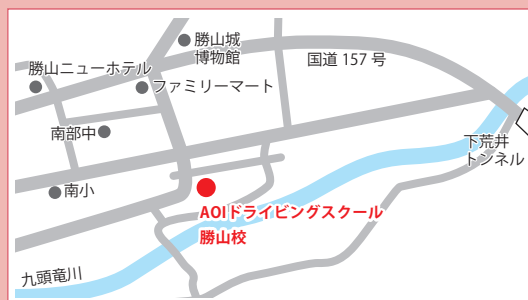 勝山城
博物館
国道 157 号
勝山ニューホテル
ファミリーマート
南部中
下荒井
トンネル
南小
AOIドライビングスクール
勝山校
九頭竜川